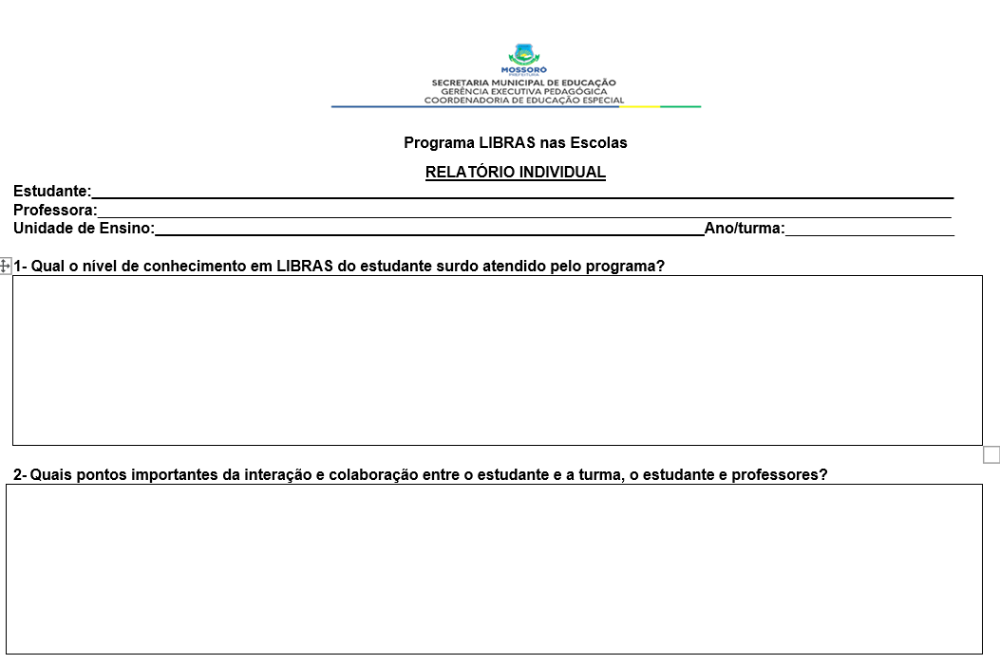 MOSSORÓ
PREFEITURA
SECRETARIA MUNICIPAL DE EDUCAÇÃO
GERÊNCIA EXECUTIVA PEDAGÓGICA
COORDENADORIA DE EDUCAÇÃO ESPECIAL
Programa LIBRAS nas Escolas
RELATÓRIO INDIVIDUAL
Estudante:
Professora:
Unidade de Ensino: Ano/turma:
1- Qual o nível de conhecimento em LIBRAS do estudante surdo atendido pelo programa?
2- Quais pontos importantes da interação e colaboração entre o estudante e a turma, o estudante e professores?